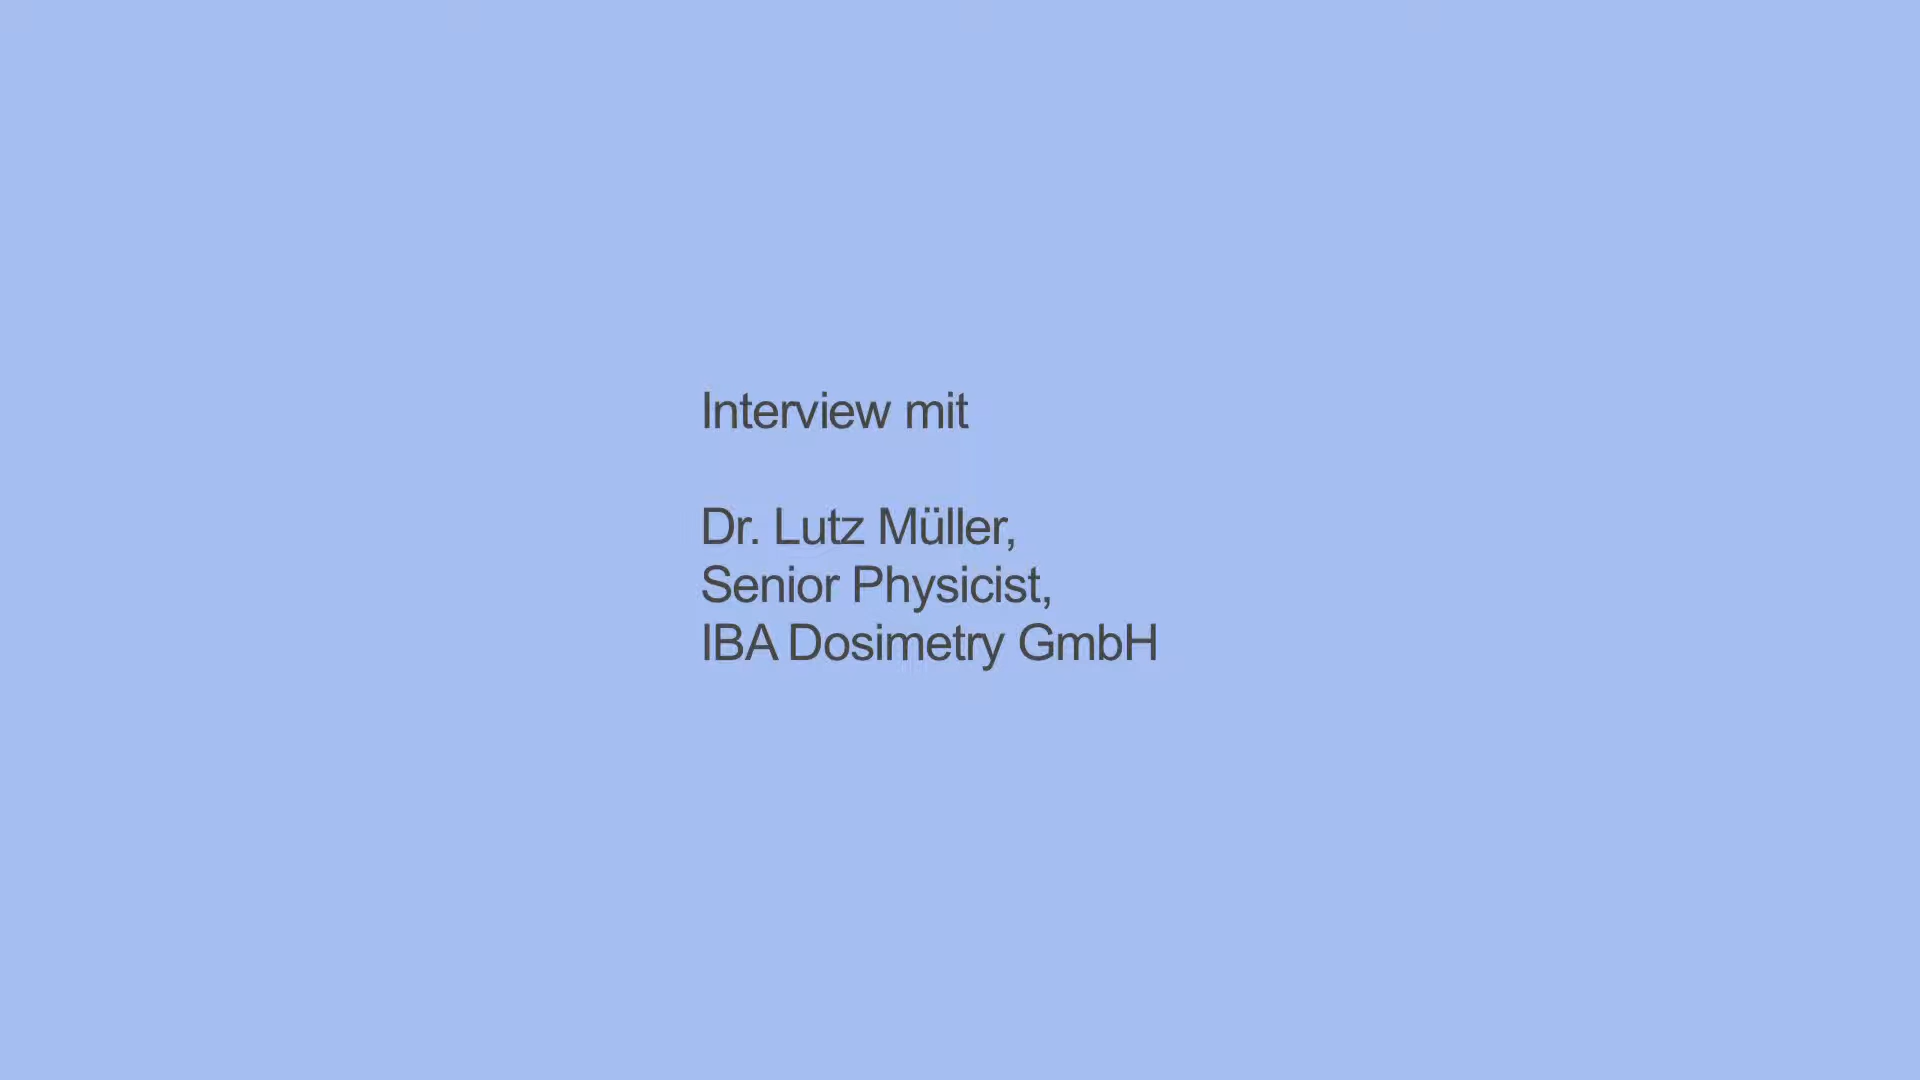 Interview mit
Dr. Lutz Müller,
Senior Physicist,
IBA Dosimetry GmbH